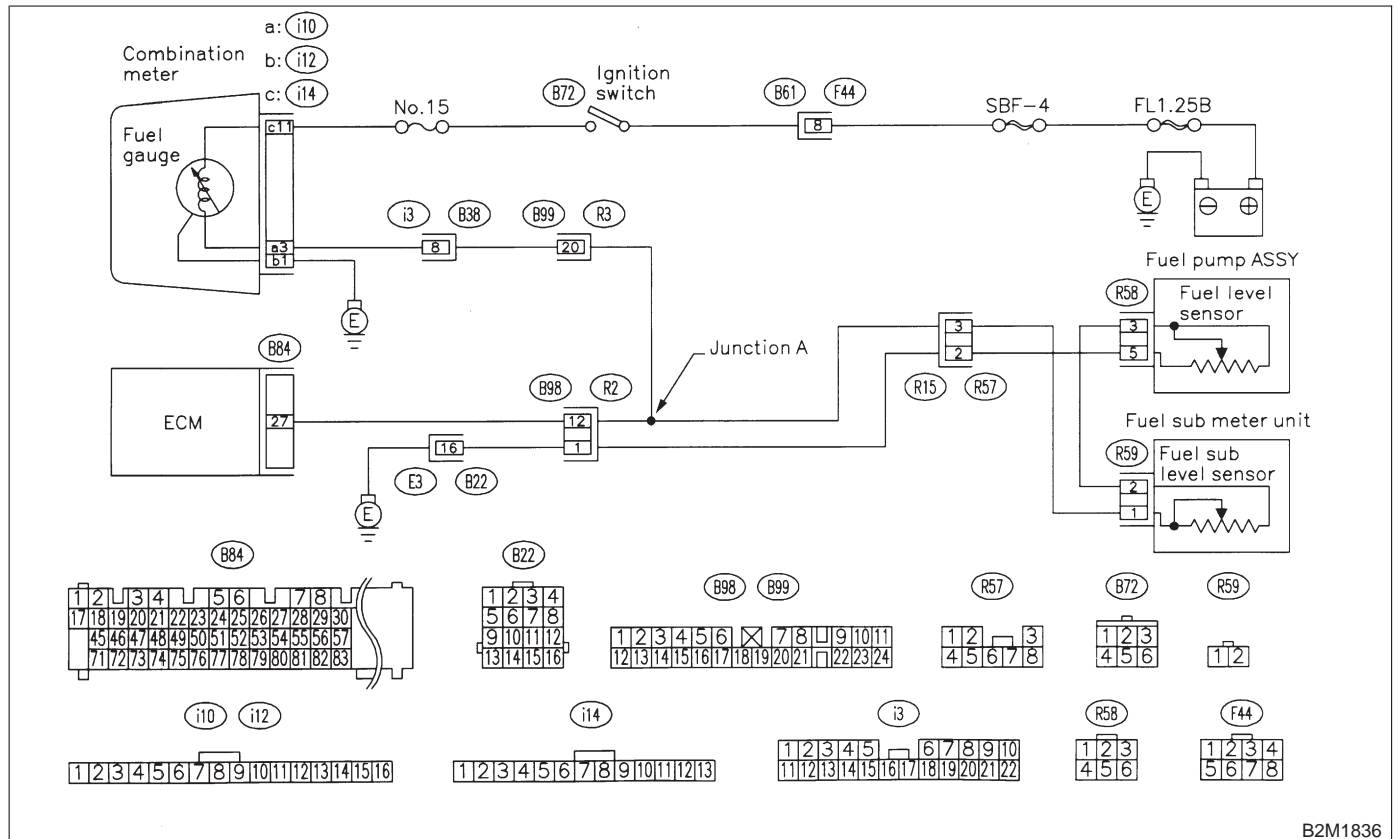 a: i10
b: i12
c: i14
Combination
meter
Fuel
gauge
c11
a3
b1
No.15
B72
Ignition
switch
B61 F44
8
SBF-4
FL1.25B
E
⊖ ⊕
i3 B38
8
B99 R3
20
E
Fuel pump ASSY
R58
Fuel level
sensor
3
5
Junction A
3
2
R15 R57
B84
ECM
27
B98 R2
12
1
16
E3 B22
E
Fuel sub meter unit
R59
Fuel sub
level sensor
2
1
B84
1 2 3 4 5 6 7 8
17 18 19 20 21 22 23 24 25 26 27 28 29 30
45 46 47 48 49 50 51 52 53 54 55 56 57
71 72 73 74 75 76 77 78 79 80 81 82 83
B22
1 2 3 4
5 6 7 8
9 10 11 12
13 14 15 16
B98 B99
1 2 3 4 5 6 7 8 9 10 11
12 13 14 15 16 17 18 19 20 21 22 23 24
R57
1 2 3
4 5 6 7 8
B72
1 2 3
4 5 6
R59
1 2
i10 i12
1 2 3 4 5 6 7 8 9 10 11 12 13 14 15 16
i14
1 2 3 4 5 6 7 8 9 10 11 12 13
i3
1 2 3 4 5 6 7 8 9 10
11 12 13 14 15 16 17 18 19 20 21 22
R58
1 2 3
4 5 6
F44
1 2 3 4
5 6 7 8
B2M1836